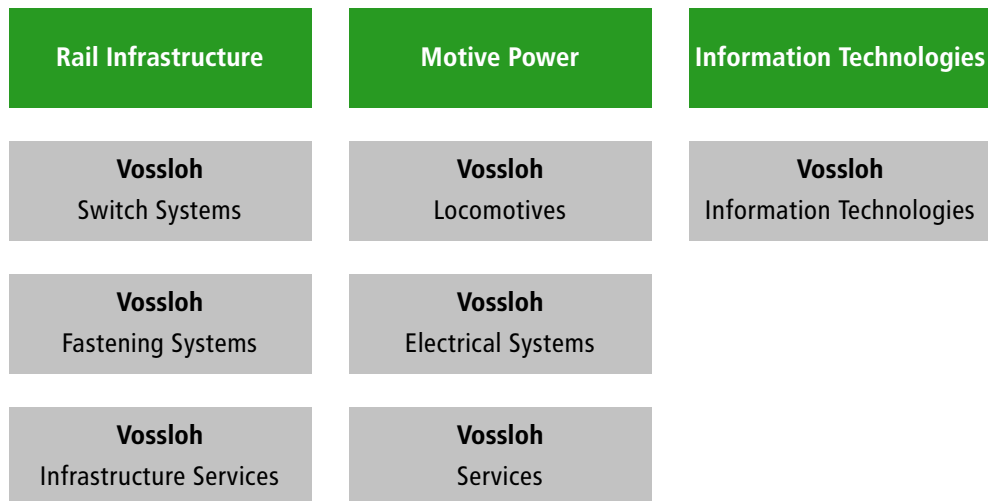 Rail Infrastructure
Motive Power
Information Technologies
Vossloh
Switch Systems
Vossloh
Locomotives
Vossloh
Information Technologies
Vossloh
Fastening Systems
Vossloh
Electrical Systems
Vossloh
Infrastructure Services
Vossloh
Services